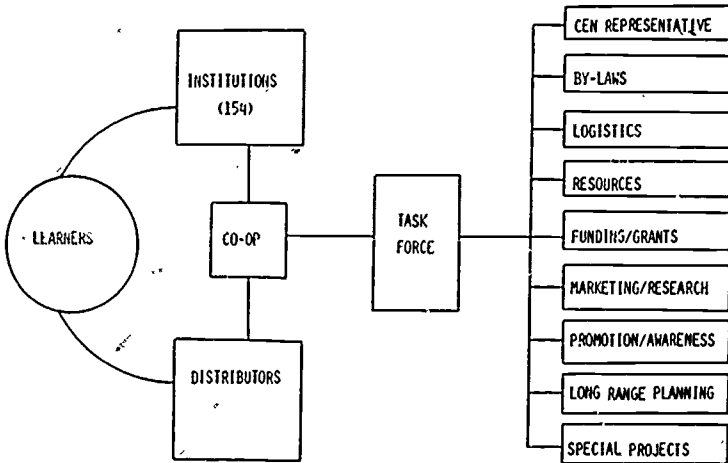 INSTITUTIONS
(154)
LEARNERS
CO-OP
DISTRIBUTORS
TASK
FORCE
CEN REPRESENTATIVE
BY-LAWS
LOGISTICS
RESOURCES
FUNDING/GRANTS
MARKETING/RESEARCH
PROMOTION/AWARENESS
LONG RANGE PLANNING
SPECIAL PROJECTS